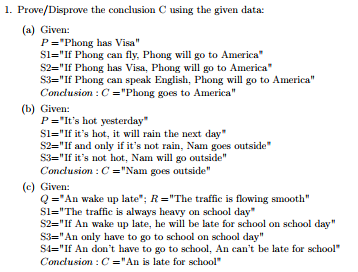 1. Prove/Disprove the conclusion C using the given data:
(a) Given:
P ="Phong has Visa"
S1="If Phong can fly, Phong will go to America"
S2="If Phong has Visa, Phong will go to America"
S3="If Phong can speak English, Phong will go to America"
Conclusion : C ="Phong goes to America"
(b) Given:
P ="It's hot yesterday"
S1="If it's hot, it will rain the next day"
S2="If and only if it's not rain, Nam goes outside"
S3="If it's not hot, Nam will go outside"
Conclusion : C ="Nam goes outside"
(c) Given:
Q ="An wake up late"; R ="The traffic is flowing smooth"
S1="The traffic is always heavy on school day"
S2="If An wake up late, he will be late for school on school day"
S3="An only have to go to school on school day"
S4="If An don't have to go to school, An can't be late for school"
Conclusion : C ="An is late for school"